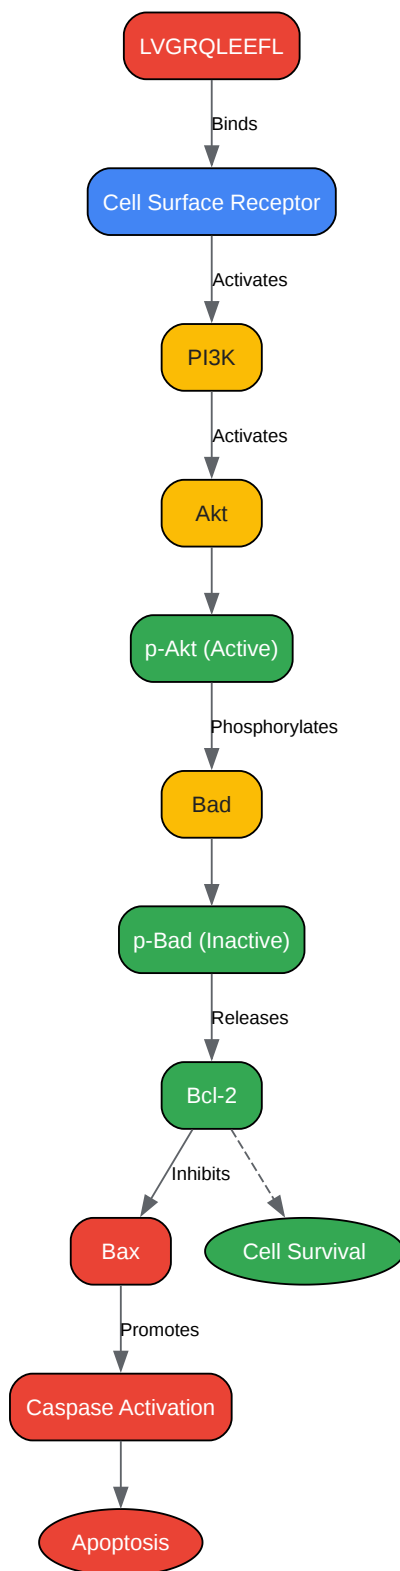 LVGRQLEEFL
Binds
Cell Surface Receptor
Activates
PI3K
Activates
Akt
p-Akt (Active)
Phosphorylates
Bad
p-Bad (Inactive)
Releases
Bcl-2
Inhibits
Bax
Cell Survival
Promotes
Caspase Activation
Apoptosis